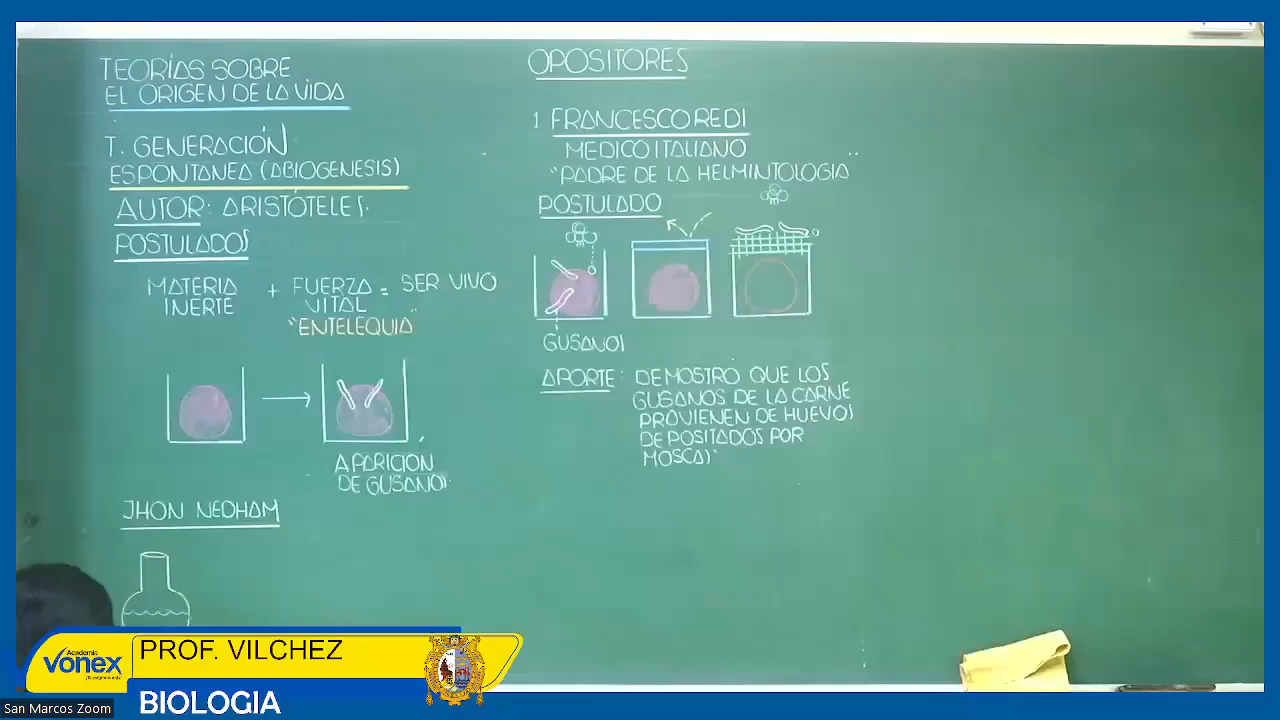 TEORÍAS SOBRE
EL ORIGEN DE LA VIDA
T. GENERACIÓN
ESPONTANEA (ABIOGENESIS)
AUTOR: ARISTÓTELES.
POSTULADOS
MATERIA
INERTE
+ FUERZA = SER VIVO
VITAL
"ENTELEQUIA"
APARICION
DE GUSANOS
JHON NEDHAM
OPOSITORES
1 FRANCESCO REDI
MEDICO ITALIANO
"PADRE DE LA HELMINTOLOGIA"
POSTULADO
GUSANOS
APORTE: DEMOSTRÓ QUE LOS
GUSANOS DE LA CARNE
PROVIENEN DE HUEVOS
DEPOSITADOS POR
MOSCAS
Academia
vonex
PROF. VILCHEZ
BIOLOGIA
San Marcos Zoom